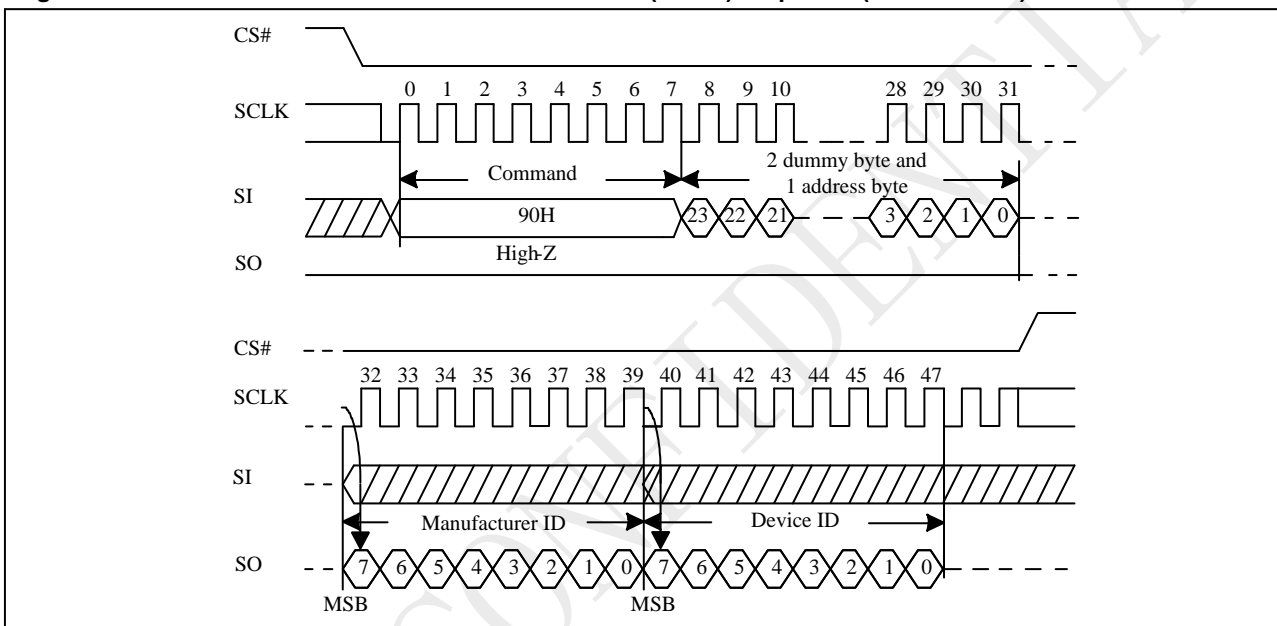 CS#
0 1 2 3 4 5 6 7 8 9 10 28 29 30 31
SCLK
Command
2 dummy byte and
1 address byte
SI
90H
23 22 21 3 2 1 0
High-Z
SO
CS#
32 33 34 35 36 37 38 39 40 41 42 43 44 45 46 47
SCLK
SI
Manufacturer ID
Device ID
SO
7 6 5 4 3 2 1 0 7 6 5 4 3 2 1 0
MSB MSB